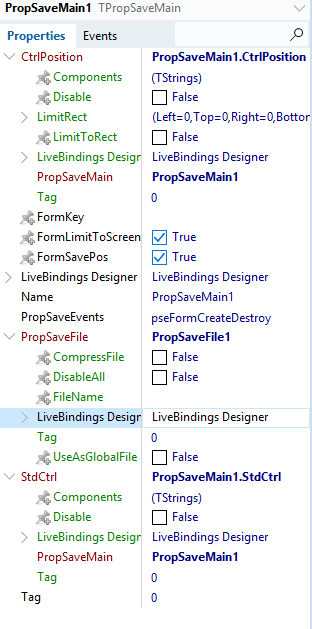 PropSaveMain1 TPropSaveMain
Properties Events
CtrlPosition PropSaveMain1.CtrlPosition
Components (TStrings)
Disable False
LimitRect (Left=0,Top=0,Right=0,Bottom
LimitToRect False
LiveBindings Designer LiveBindings Designer
PropSaveMain PropSaveMain1
Tag 0
FormKey
FormLimitToScreen True
FormSavePos True
LiveBindings Designer LiveBindings Designer
Name PropSaveMain1
PropSaveEvents pseFormCreateDestroy
PropSaveFile PropSaveFile1
CompressFile False
DisableAll False
FileName
LiveBindings Design LiveBindings Designer
Tag 0
UseAsGlobalFile False
StdCtrl PropSaveMain1.StdCtrl
Components (TStrings)
Disable False
LiveBindings Designer LiveBindings Designer
PropSaveMain PropSaveMain1
Tag 0
Tag 0